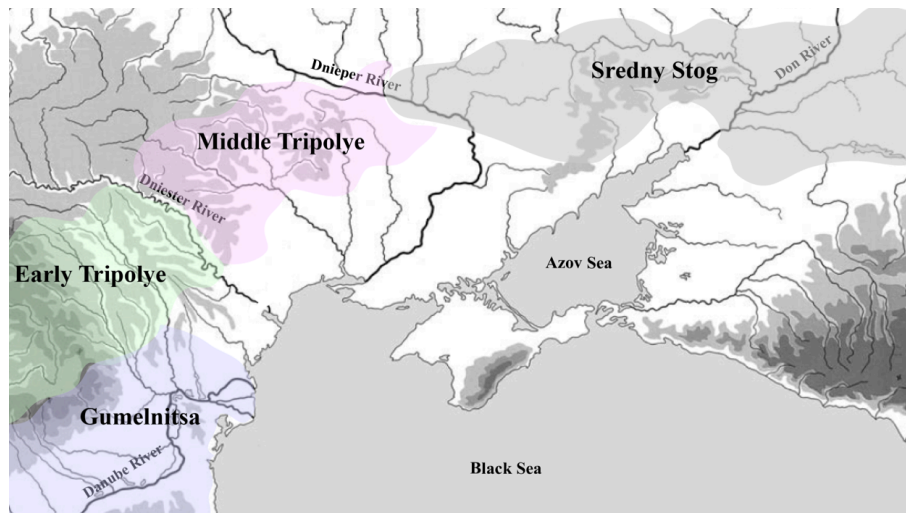 Dnieper River
Sredny Stog
Don River
Middle Tripolye
Dniester River
Early Tripolye
Azov Sea
Gumelnitsa
Danube River
Black Sea